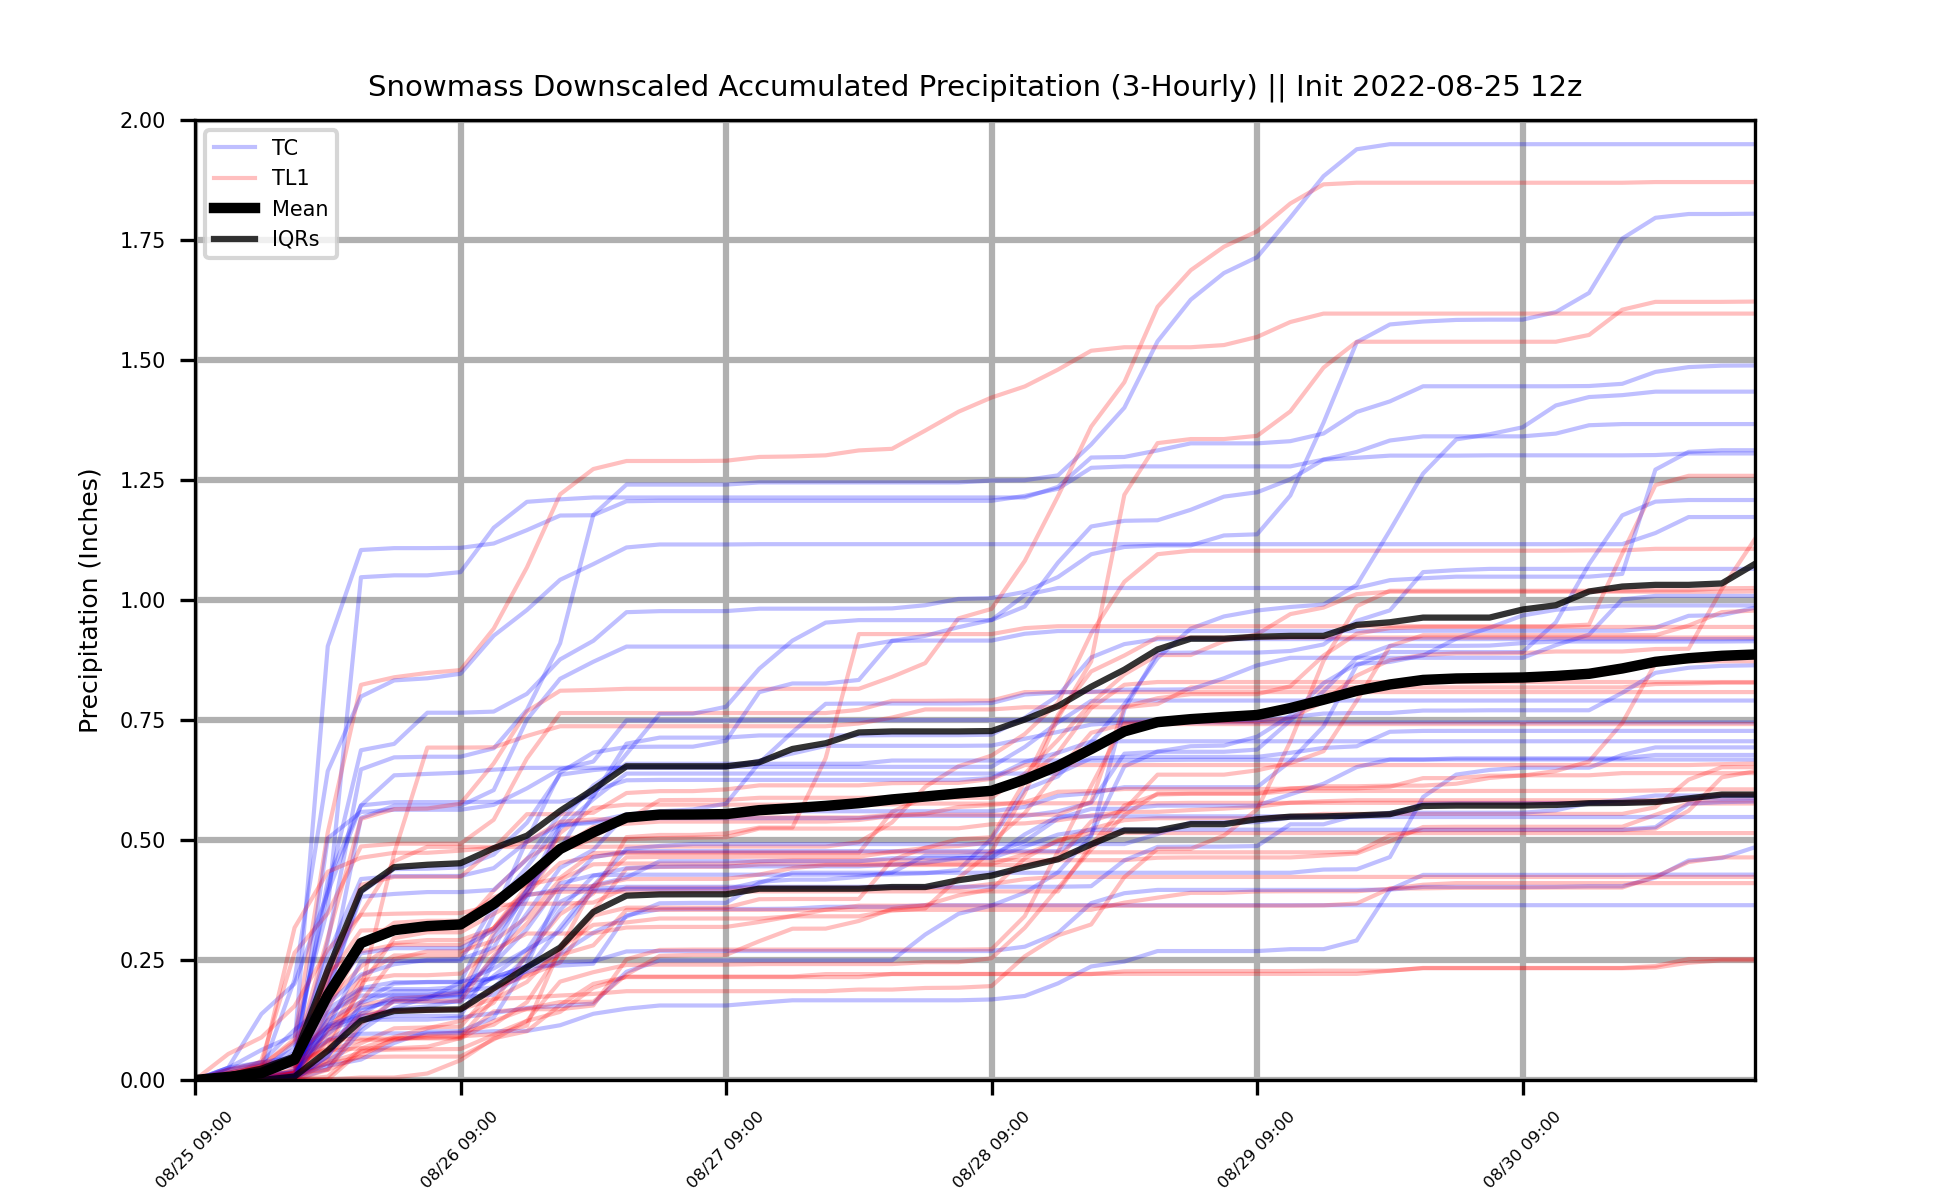 Snowmass Downscaled Accumulated Precipitation (3-Hourly) || Init 2022-08-25 12z
TC
TL1
Mean
IQRs
Precipitation (Inches)
2.00
1.75
1.50
1.25
1.00
0.75
0.50
0.25
0.00
08/25 09:00
08/26 09:00
08/27 09:00
08/28 09:00
08/29 09:00
08/30 09:00